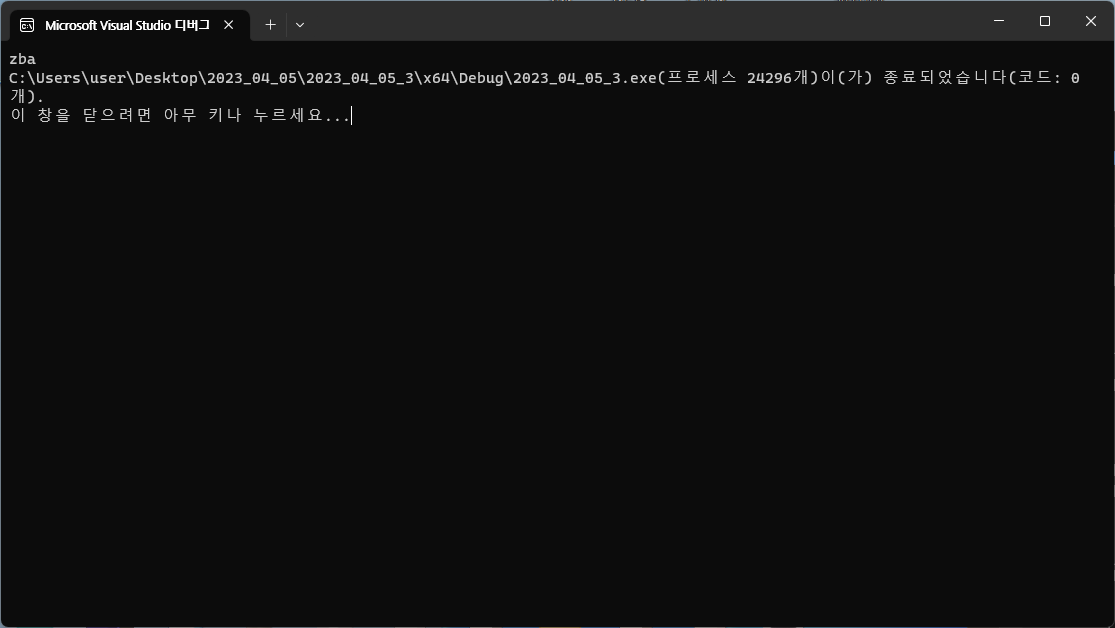 Microsoft Visual Studio 디버그
zba
C:\Users\user\Desktop\2023_04_05\2023_04_05_3\x64\Debug\2023_04_05_3.exe(프로세스 24296개)이(가) 종료되었습니다(코드: 0
개).
이 창을 닫으려면 아무 키나 누르세요...